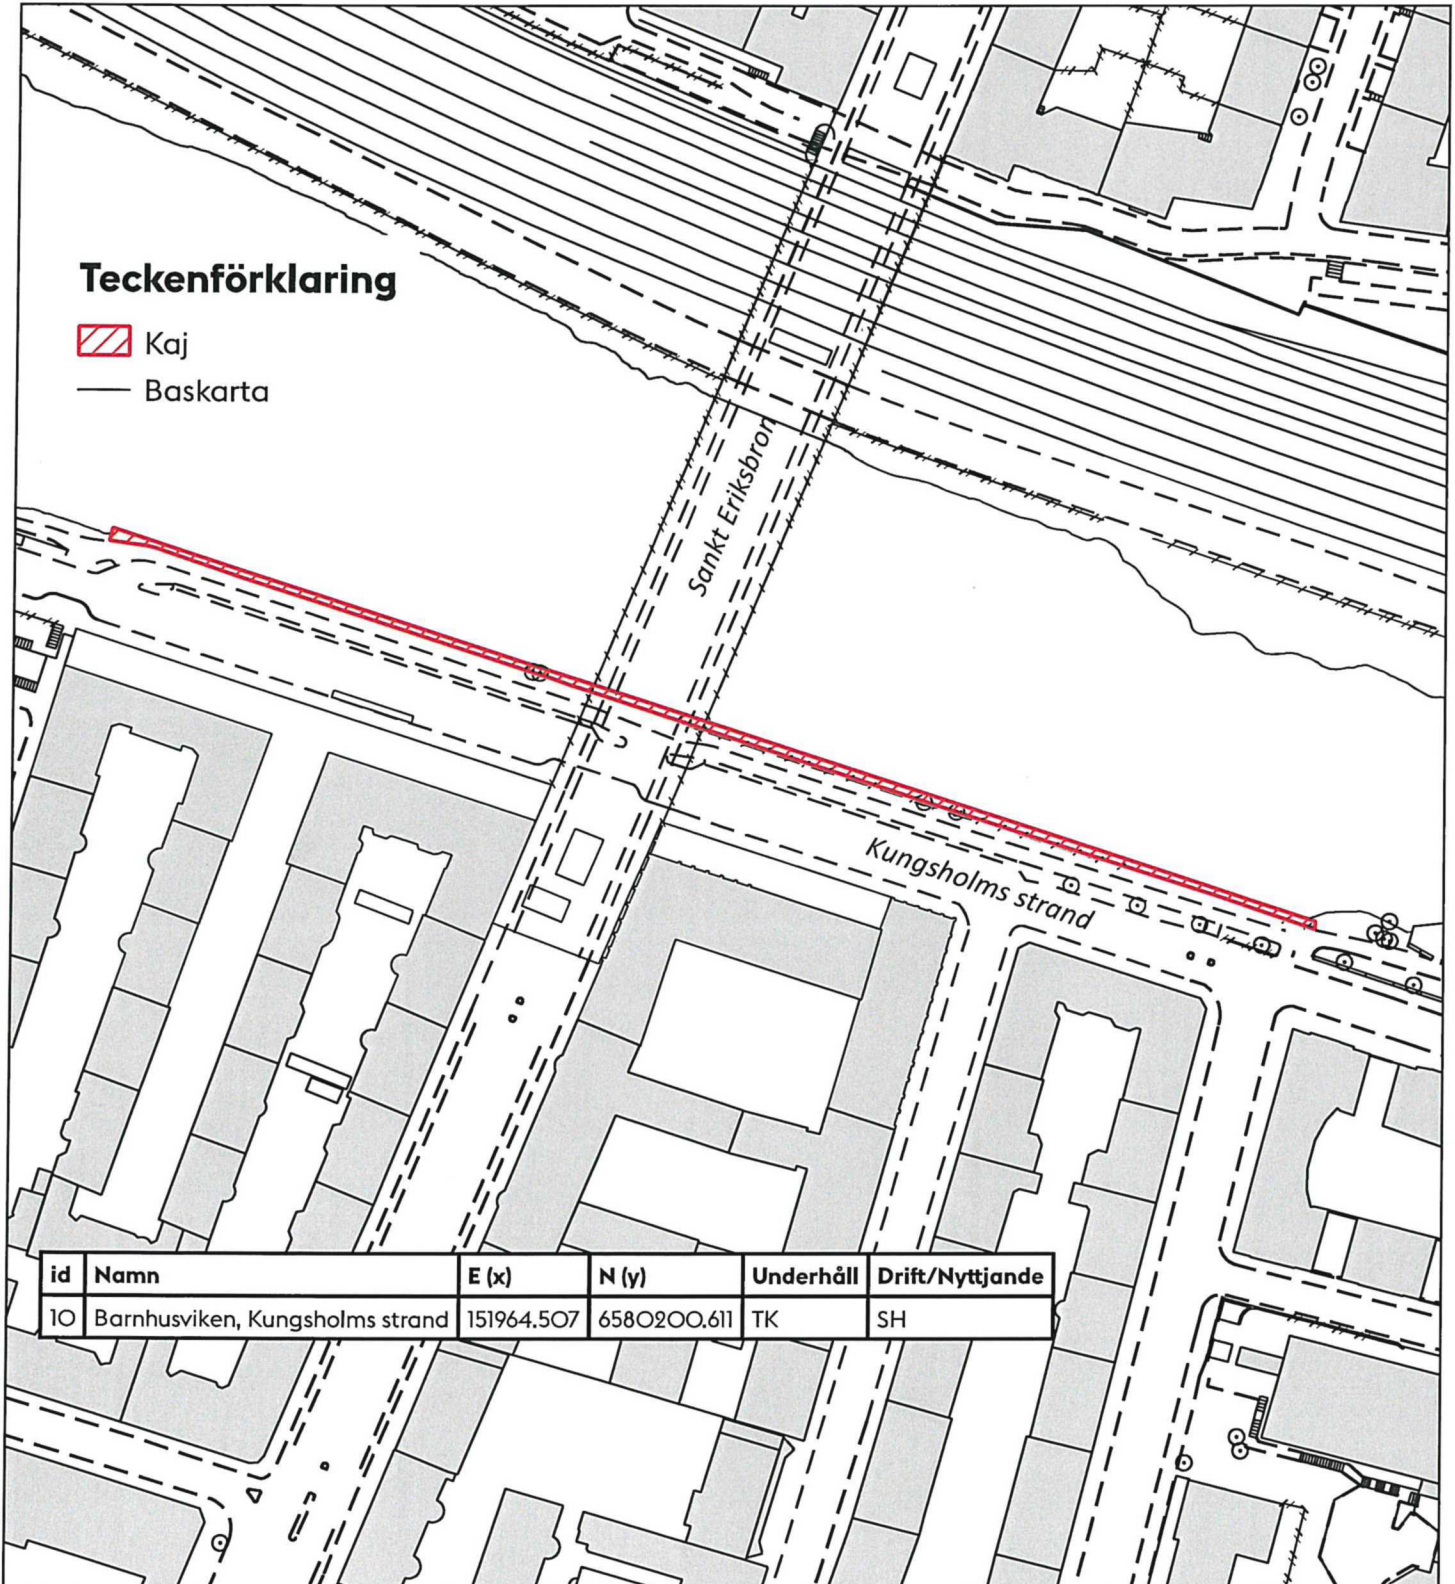 Teckenförklaring
Kaj
Baskarta
Sankt Eriksbron
Kungsholms strand
id Namn E (x) N (y) Underhåll Drift/Nyttjande
10 Barnhusviken, Kungsholms strand 151964.507 6580200.611 TK SH